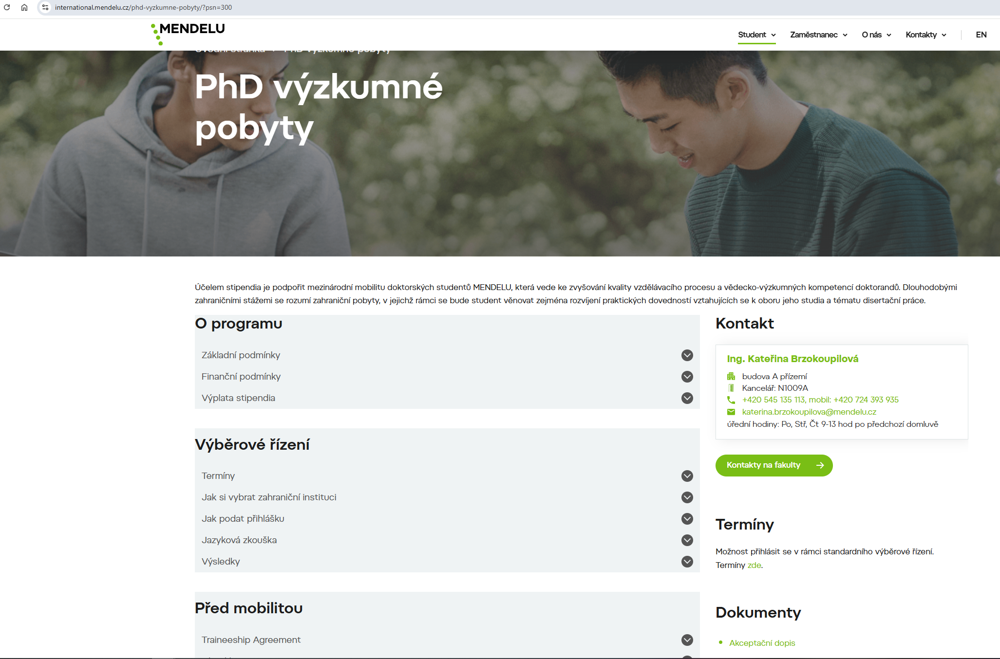 international.mendelu.cz/phd-vyzkumne-pobyty/?psn=300
MENDELU
Student
Zaměstnanec
O nás
Kontakty
EN
PhD výzkumné pobyty
PhD výzkumné
pobyty
Účelem stipendia je podpořit mezinárodní mobilitu doktorských studentů MENDELU, která vede ke zvyšování kvality vzdělávacího procesu a vědecko-výzkumných kompetencí doktorandů. Dlouhodobými
zahraničními stážemi se rozumí zahraniční pobyty, v jejichž rámci se bude student věnovat zejména rozvíjení praktických dovedností vztahujících se k oboru jeho studia a tématu disertační práce.
O programu
Základní podmínky
Finanční podmínky
Výplata stipendia
Výběrové řízení
Termíny
Jak si vybrat zahraniční instituci
Jak podat přihlášku
Jazyková zkouška
Výsledky
Před mobilitou
Traineeship Agreement
Kontakt
Ing. Kateřina Brzokoupilová
budova A přízemí
Kancelář: N1009A
+420 545 135 113, mobil: +420 724 393 935
katerina.brzokoupilova@mendelu.cz
úřední hodiny: Po, Stř, Čt 9-13 hod po předchozí domluvě
Kontakty na fakulty
Termíny
Možnost přihlásit se v rámci standardního výběrové řízení.
Termíny zde.
Dokumenty
Akceptační dopis